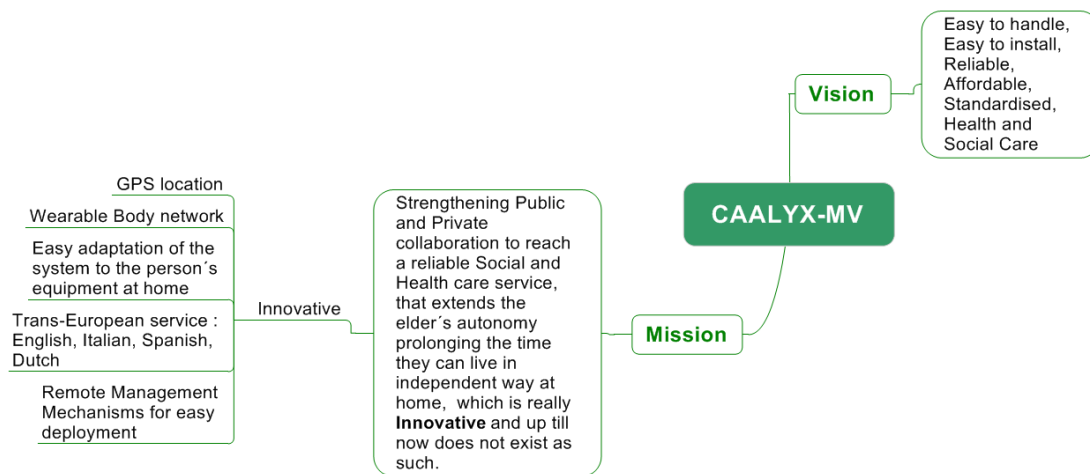 Easy to handle,
Easy to install,
Reliable,
Affordable,
Standardised,
Health and
Social Care
Vision
CAALYX-MV
Mission
Strengthening Public
and Private
collaboration to reach
a reliable Social and
Health care service,
that extends the
elder´s autonomy
prolonging the time
they can live in
independent way at
home,  which is really
Innovative and up till
now does not exist as
such.
Innovative
GPS location
Wearable Body network
Easy adaptation of the
system to the person´s
equipment at home
Trans-European service :
English, Italian, Spanish,
Dutch
Remote Management
Mechanisms for easy
deployment